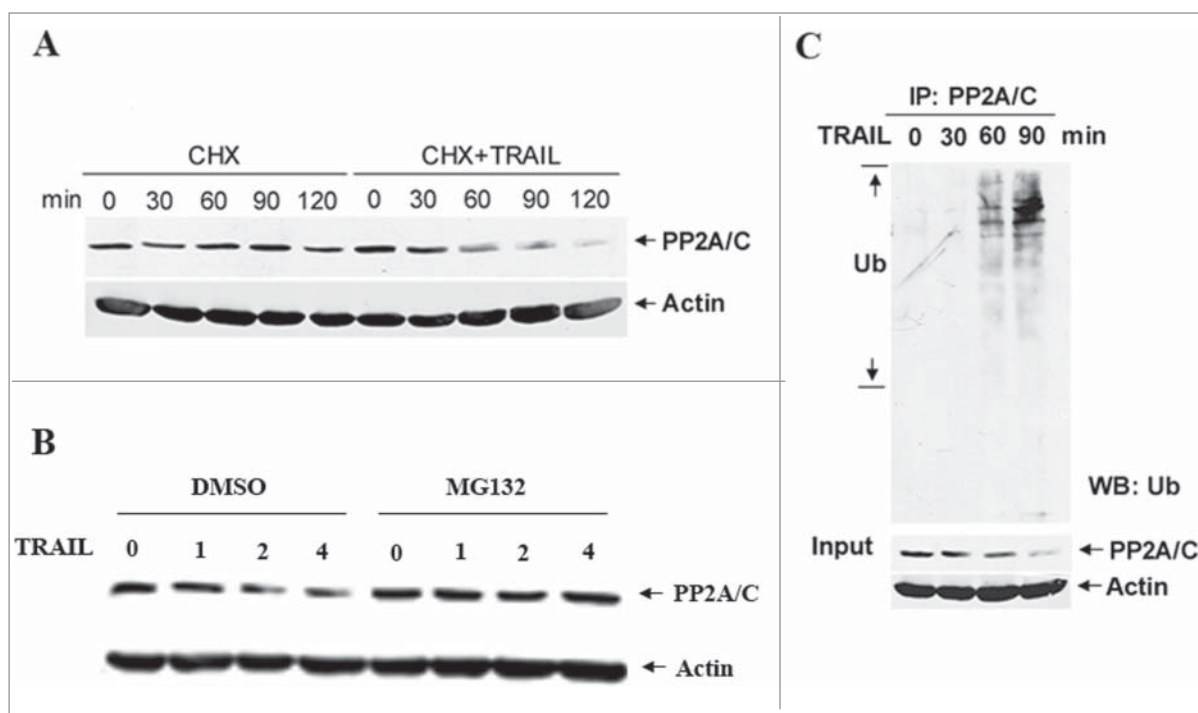 A
CHX CHX+TRAIL
min 0 30 60 90 120 0 30 60 90 120
← PP2A/C
← Actin
B
DMSO MG132
TRAIL 0 1 2 4 0 1 2 4
← PP2A/C
← Actin
C
IP: PP2A/C
TRAIL 0 30 60 90 min
Ub
WB: Ub
Input ← PP2A/C
← Actin